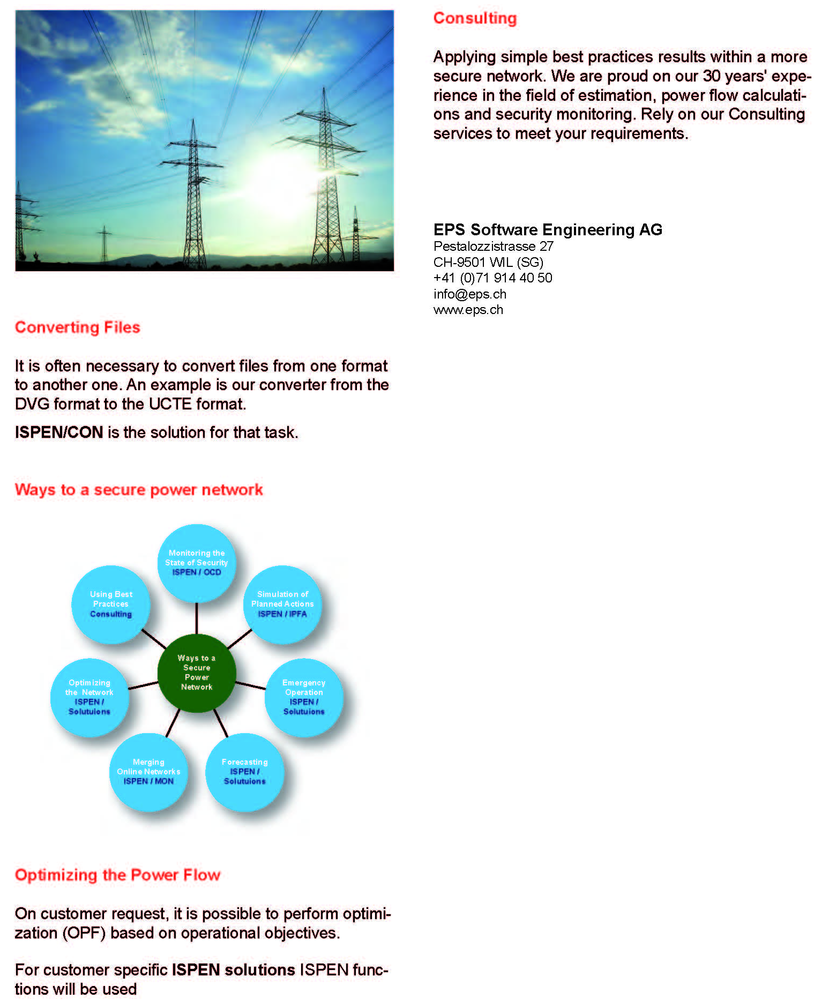 Converting Files
It is often necessary to convert files from one format
to another one. An example is our converter from the
DVG format to the UCTE format.
ISPEN/CON is the solution for that task.
Ways to a secure power network
Monitoring the
State of Security
ISPEN / OCD
Simulation of
Planned Actions
ISPEN / IPFA
Emergency
Operation
ISPEN /
Solutuions
Forecasting
ISPEN /
Solutuions
Merging
Online Networks
ISPEN / MON
Optimizing
the Network
ISPEN /
Solutuions
Using Best
Practices
Consulting
Ways to a
Secure
Power
Network
Optimizing the Power Flow
On customer request, it is possible to perform optimi-
zation (OPF) based on operational objectives.
For customer specific ISPEN solutions ISPEN func-
tions will be used
Consulting
Applying simple best practices results within a more
secure network. We are proud on our 30 years' expe-
rience in the field of estimation, power flow calculati-
ons and security monitoring. Rely on our Consulting
services to meet your requirements.
EPS Software Engineering AG
Pestalozzistrasse 27
CH-9501 WIL (SG)
+41 (0)71 914 40 50
info@eps.ch
www.eps.ch